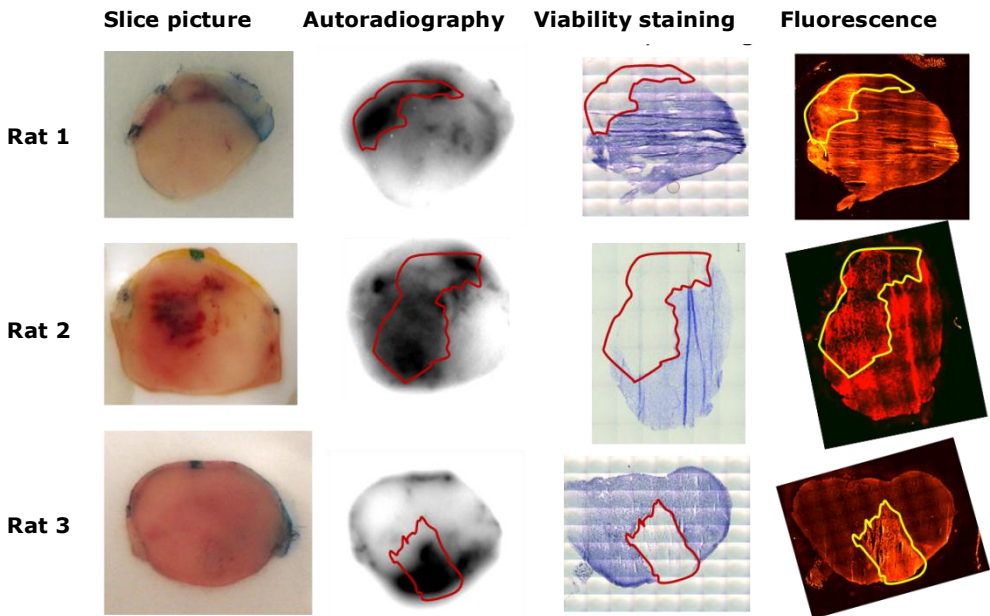 Slice picture Autoradiography Viability staining Fluorescence
Rat 1
Rat 2
Rat 3